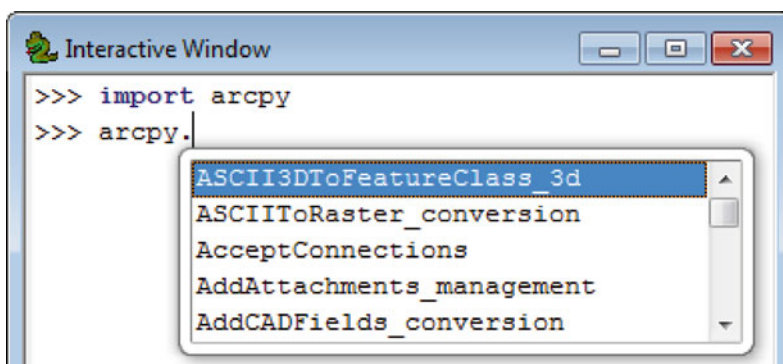 Interactive Window
>>> import arcpy
>>> arcpy.
ASCII3DToFeatureClass_3d
ASCIIToRaster_conversion
AcceptConnections
AddAttachments_management
AddCADFields_conversion